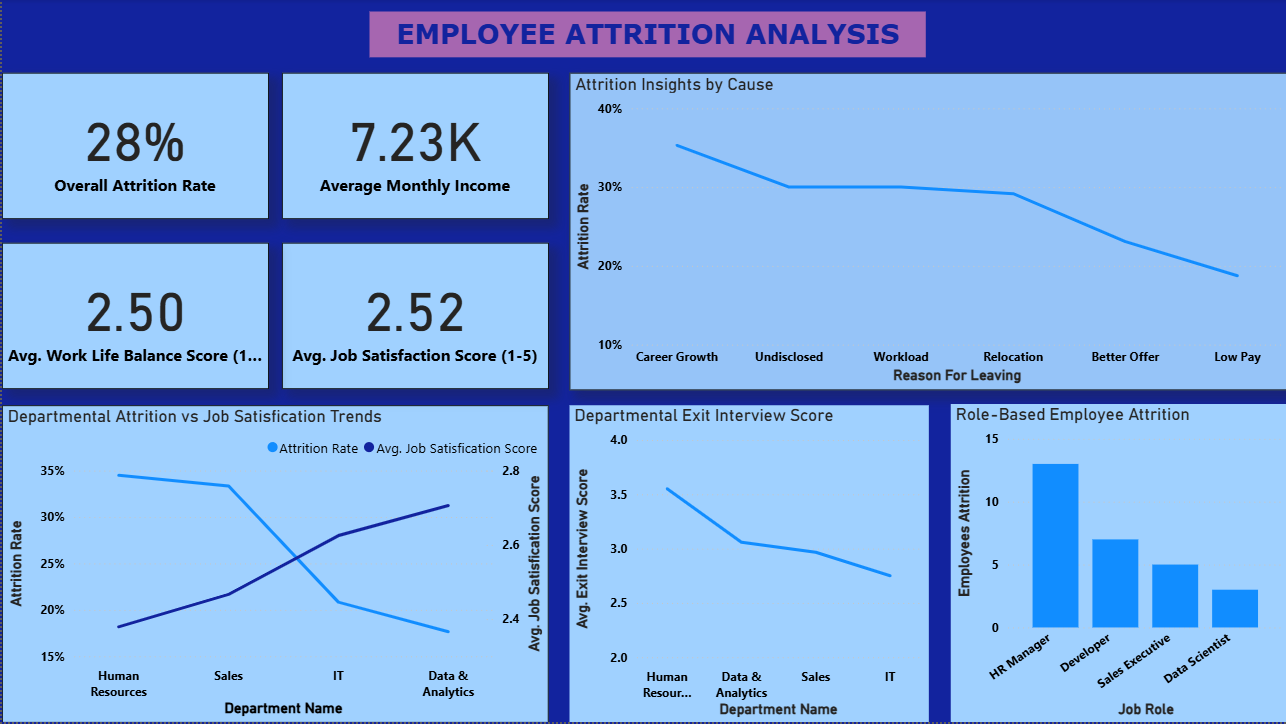 EMPLOYEE ATTRITION ANALYSIS
28%
Overall Attrition Rate
7.23K
Average Monthly Income
2.50
Avg. Work Life Balance Score (1...
2.52
Avg. Job Satisfaction Score (1-5)
Attrition Insights by Cause
Attrition Rate
40%
30%
20%
10%
Career Growth
Undisclosed
Workload
Relocation
Better Offer
Low Pay
Reason For Leaving
Departmental Attrition vs Job Satisfication Trends
Attrition Rate
Avg. Job Satisfication Score
Attrition Rate
35%
30%
25%
20%
15%
2.8
2.6
2.4
Avg. Job Satisfication Score
Human
Resources
Sales
IT
Data &
Analytics
Department Name
Departmental Exit Interview Score
Avg. Exit Interview Score
4.0
3.5
3.0
2.5
2.0
Human
Resour...
Data &
Analytics
Sales
IT
Department Name
Role-Based Employee Attrition
Employees Attrition
15
10
5
0
HR Manager
Developer
Sales Executive
Data Scientist
Job Role